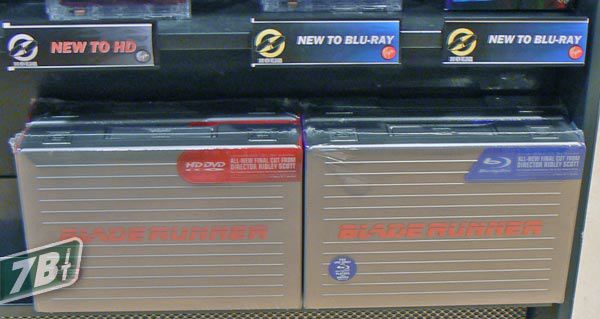 NEW TO HD
NEW TO BLU-RAY
NEW TO BLU-RAY
HD DVD
ALL-NEW FINAL CUT FROM
DIRECTOR RIDLEY SCOTT
ALL-NEW FINAL CUT FROM
DIRECTOR RIDLEY SCOTT
BLADE RUNNER
BLADE RUNNER
7BIT